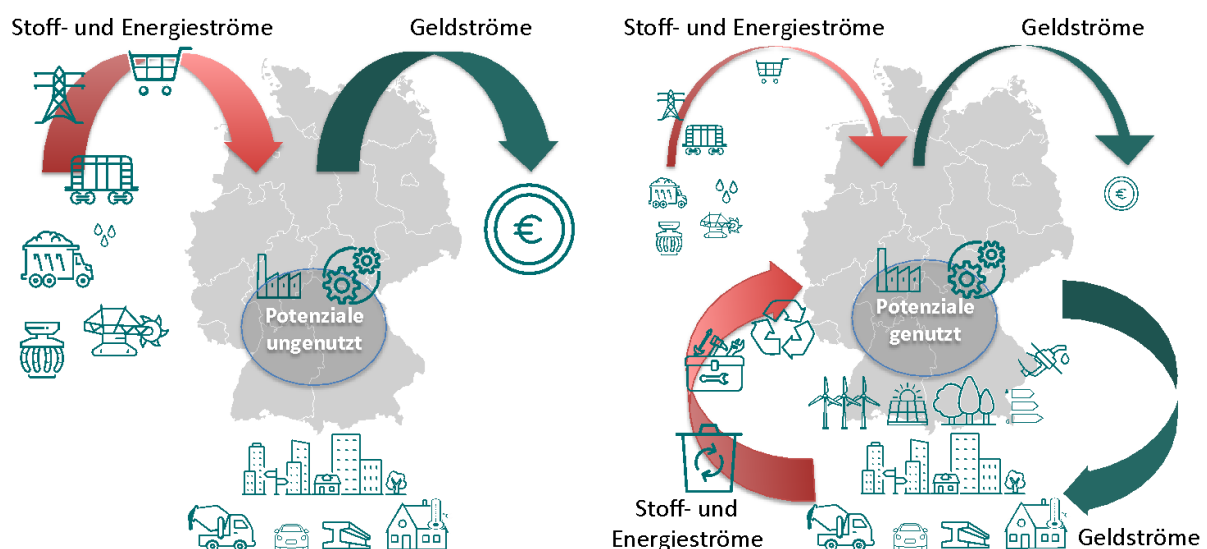 Stoff- und Energieströme
Geldströme
€
Potenziale
ungenutzt
Stoff- und Energieströme
Geldströme
€
Potenziale
genutzt
Stoff- und
Energieströme
Geldströme